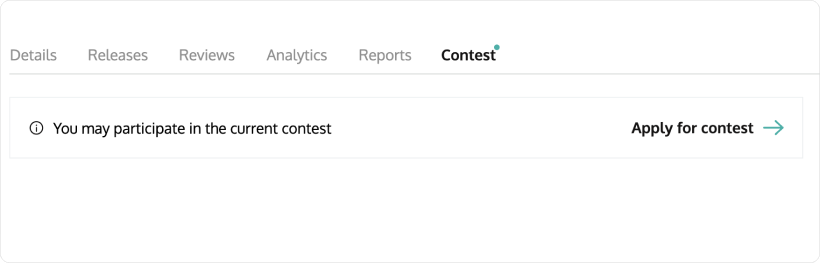 Details Releases Reviews Analytics Reports Contest
You may participate in the current contest Apply for contest